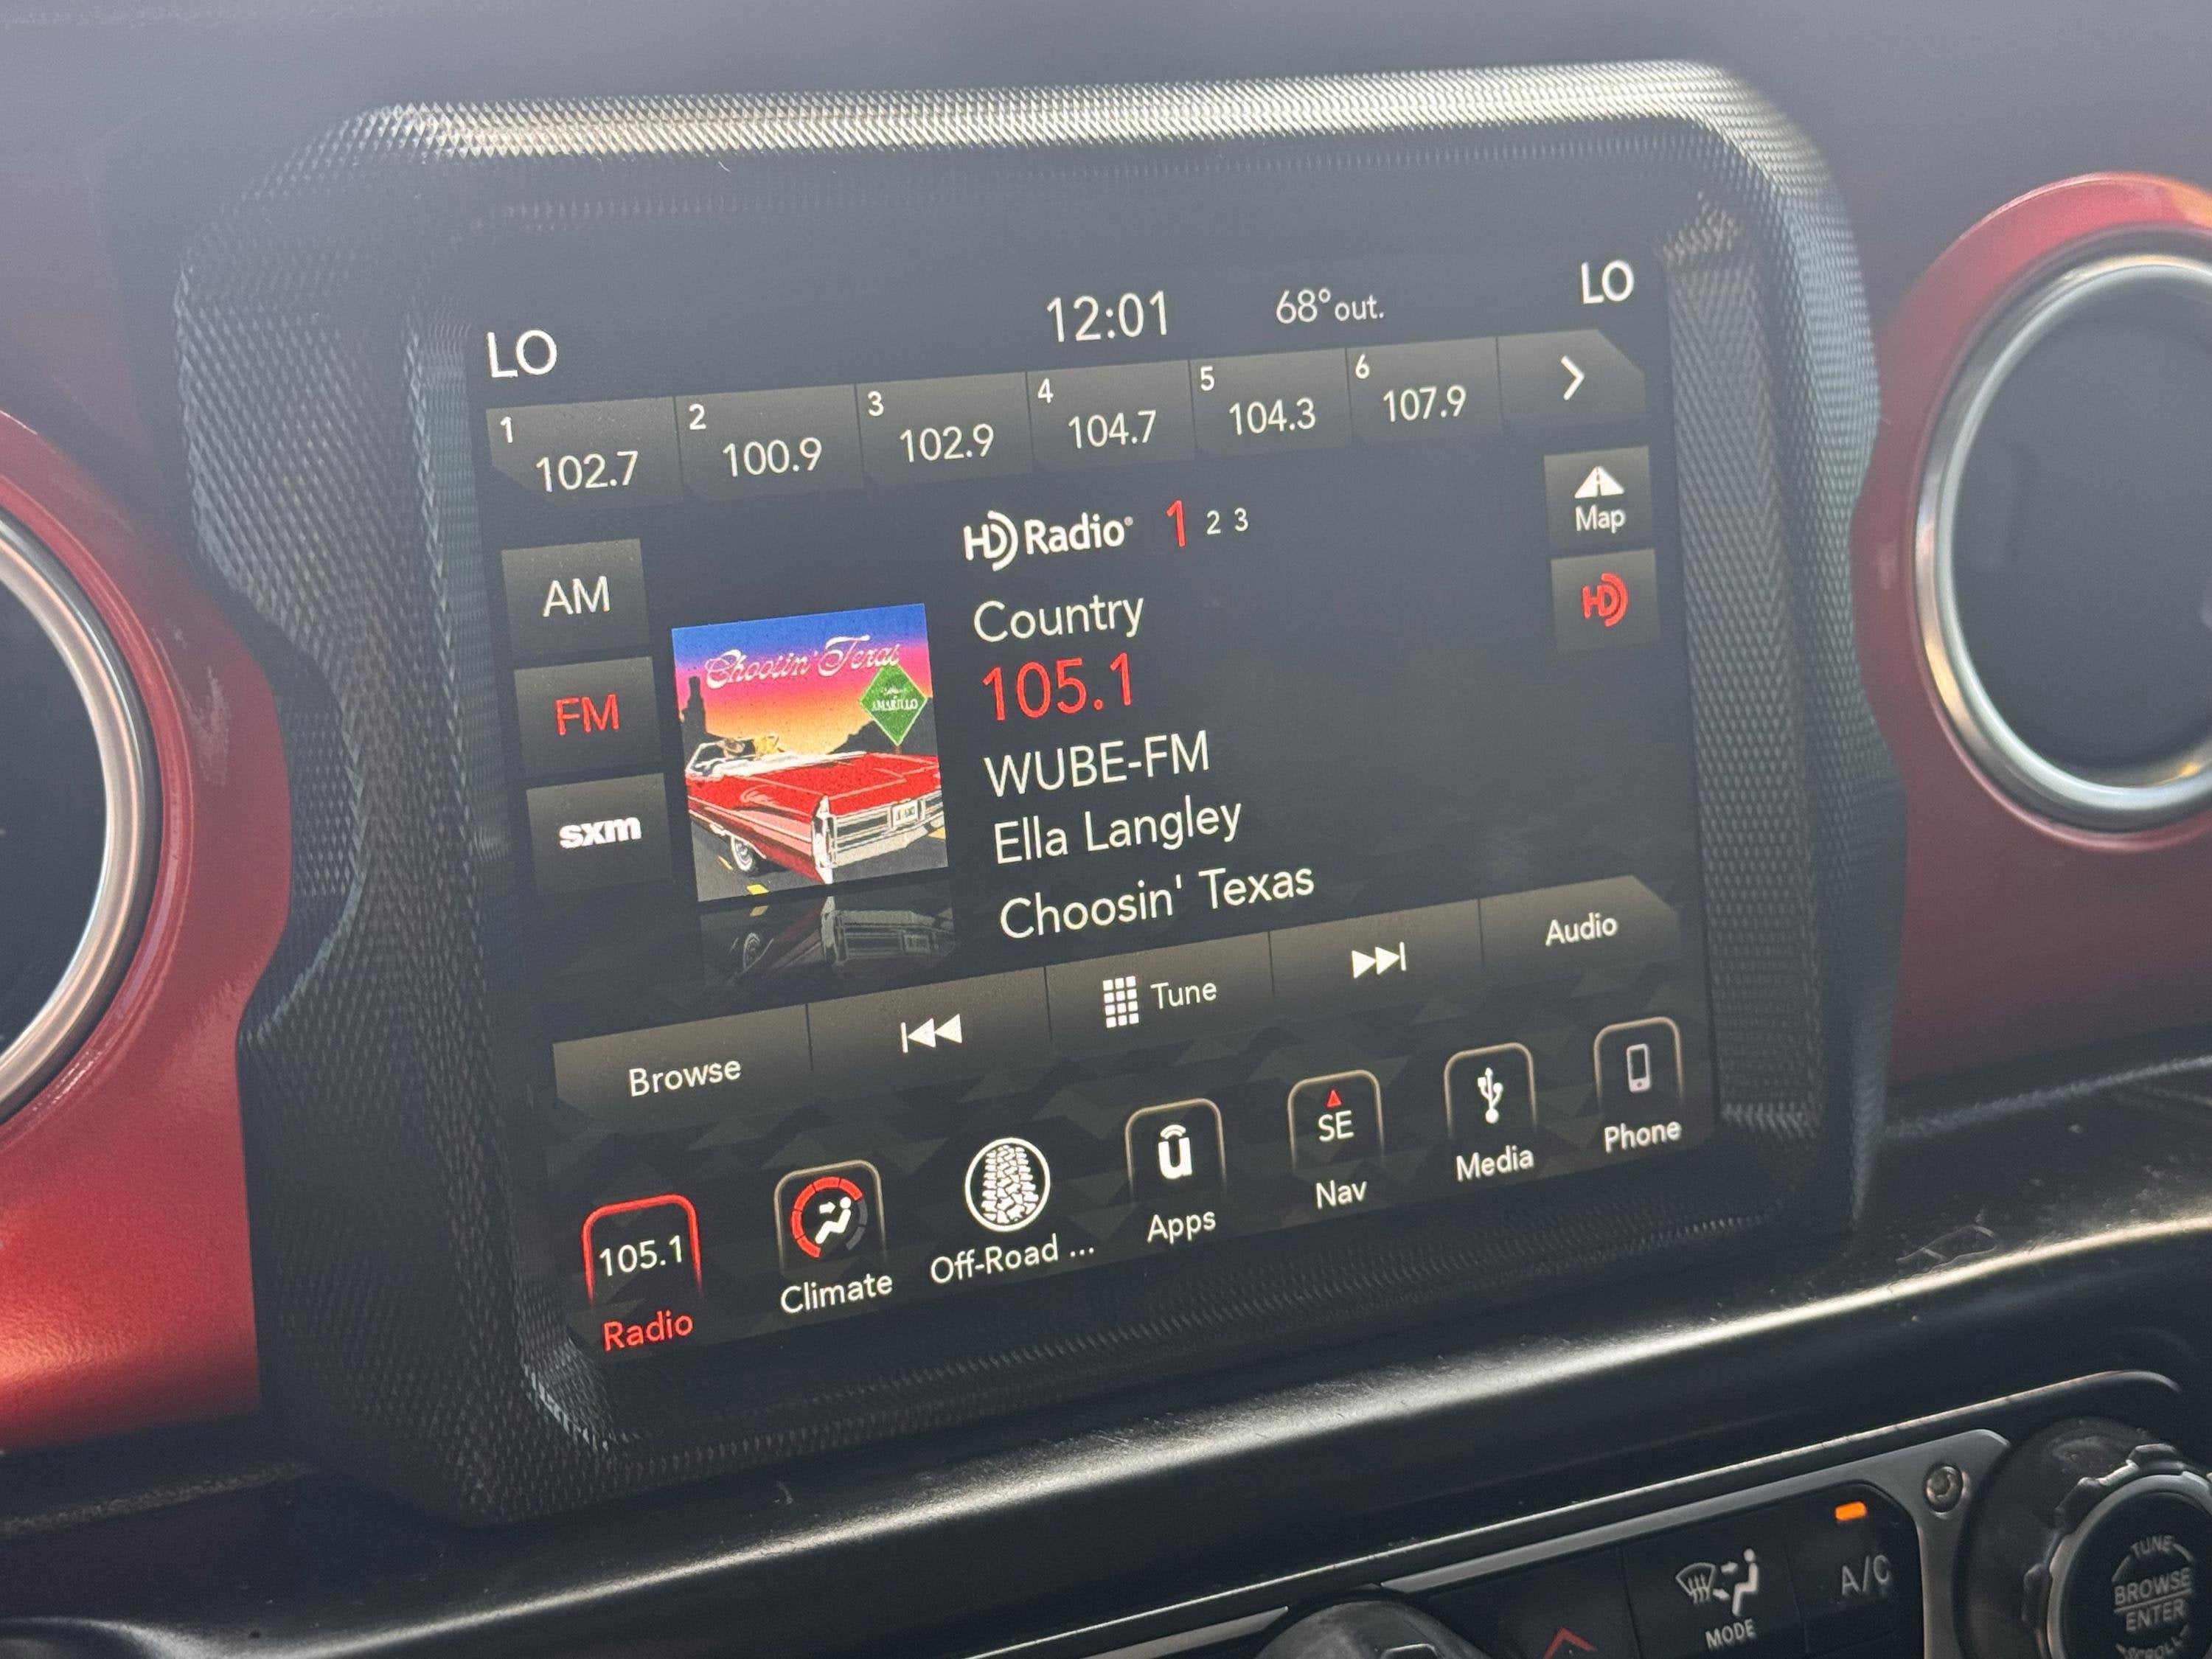 LO
12:01
68° out.
LO
1 102.7
2 100.9
3 102.9
4 104.7
5 104.3
6 107.9
HD Radio® 1 2 3
Map
AM
FM
sxm
HD
Choosin' Texas
AMARILLO
Country
105.1
WUBE-FM
Ella Langley
Choosin' Texas
Browse
Tune
Audio
105.1
Radio
Climate
Off-Road ...
u
Apps
SE
Nav
Media
Phone
MODE
A/C
TUNE
BROWSE
ENTER
SCROLL